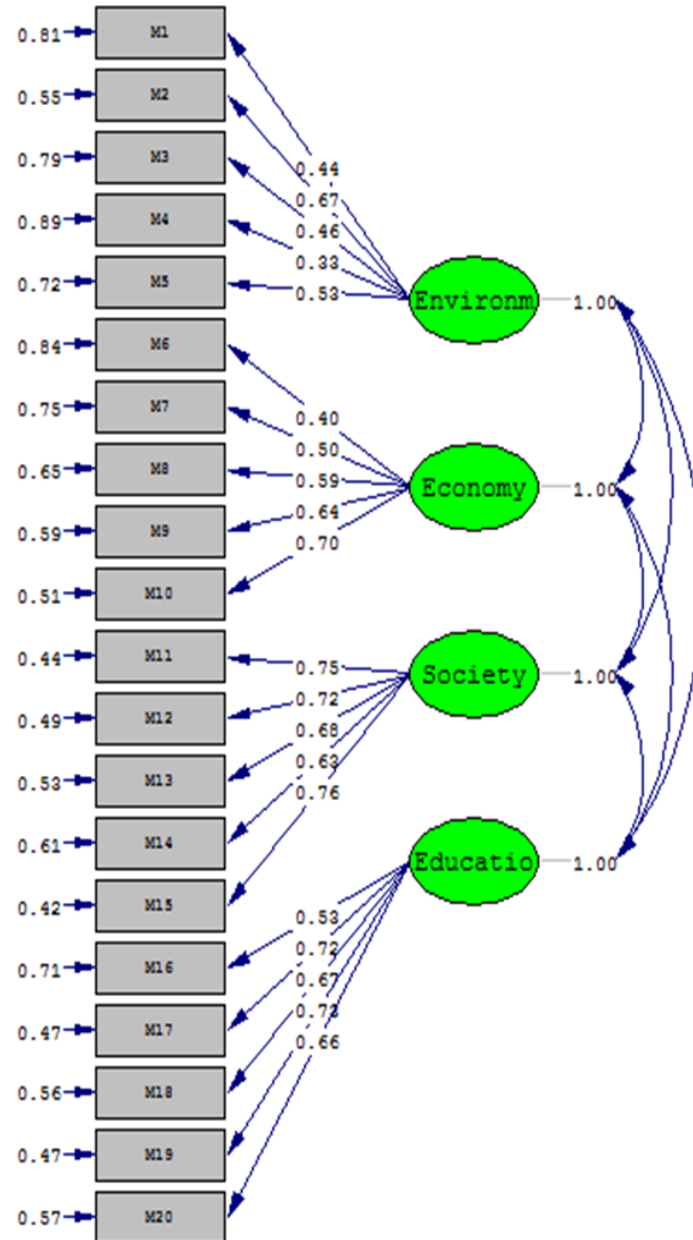 0.81 M1
0.55 M2
0.79 M3
0.44
0.67
0.89 M4
0.46
0.33
0.72 M5
0.53
Environm 1.00
0.84 M6
0.75 M7
0.40
0.50
0.65 M8
0.59
Economy 1.00
0.59 M9
0.64
0.70
0.51 M10
0.44 M11
0.75
Society 1.00
0.49 M12
0.72
0.68
0.53 M13
0.63
0.76
0.61 M14
Educatio 1.00
0.42 M15
0.53
0.71 M16
0.72
0.67
0.47 M17
0.73
0.66
0.56 M18
0.47 M19
0.57 M20